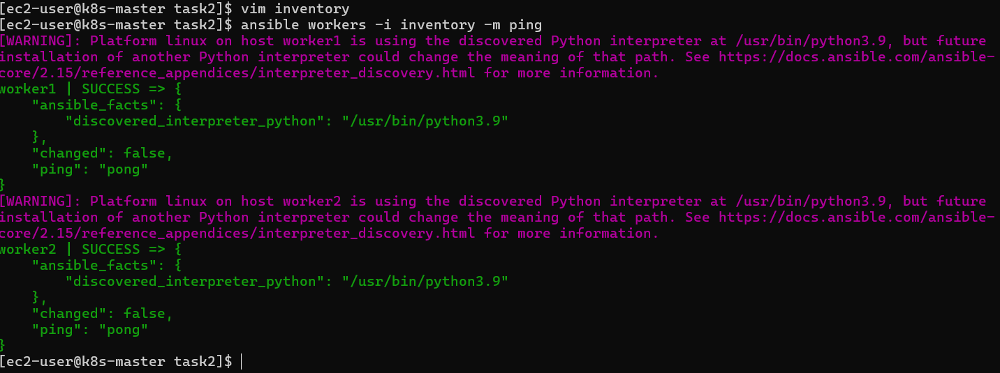 [ec2-user@k8s-master task2]$ vim inventory
[ec2-user@k8s-master task2]$ ansible workers -i inventory -m ping
[WARNING]: Platform linux on host worker1 is using the discovered Python interpreter at /usr/bin/python3.9, but future
installation of another Python interpreter could change the meaning of that path. See https://docs.ansible.com/ansible-
core/2.15/reference_appendices/interpreter_discovery.html for more information.
worker1 | SUCCESS => {
    "ansible_facts": {
        "discovered_interpreter_python": "/usr/bin/python3.9"
    },
    "changed": false,
    "ping": "pong"
}
[WARNING]: Platform linux on host worker2 is using the discovered Python interpreter at /usr/bin/python3.9, but future
installation of another Python interpreter could change the meaning of that path. See https://docs.ansible.com/ansible-
core/2.15/reference_appendices/interpreter_discovery.html for more information.
worker2 | SUCCESS => {
    "ansible_facts": {
        "discovered_interpreter_python": "/usr/bin/python3.9"
    },
    "changed": false,
    "ping": "pong"
}
[ec2-user@k8s-master task2]$